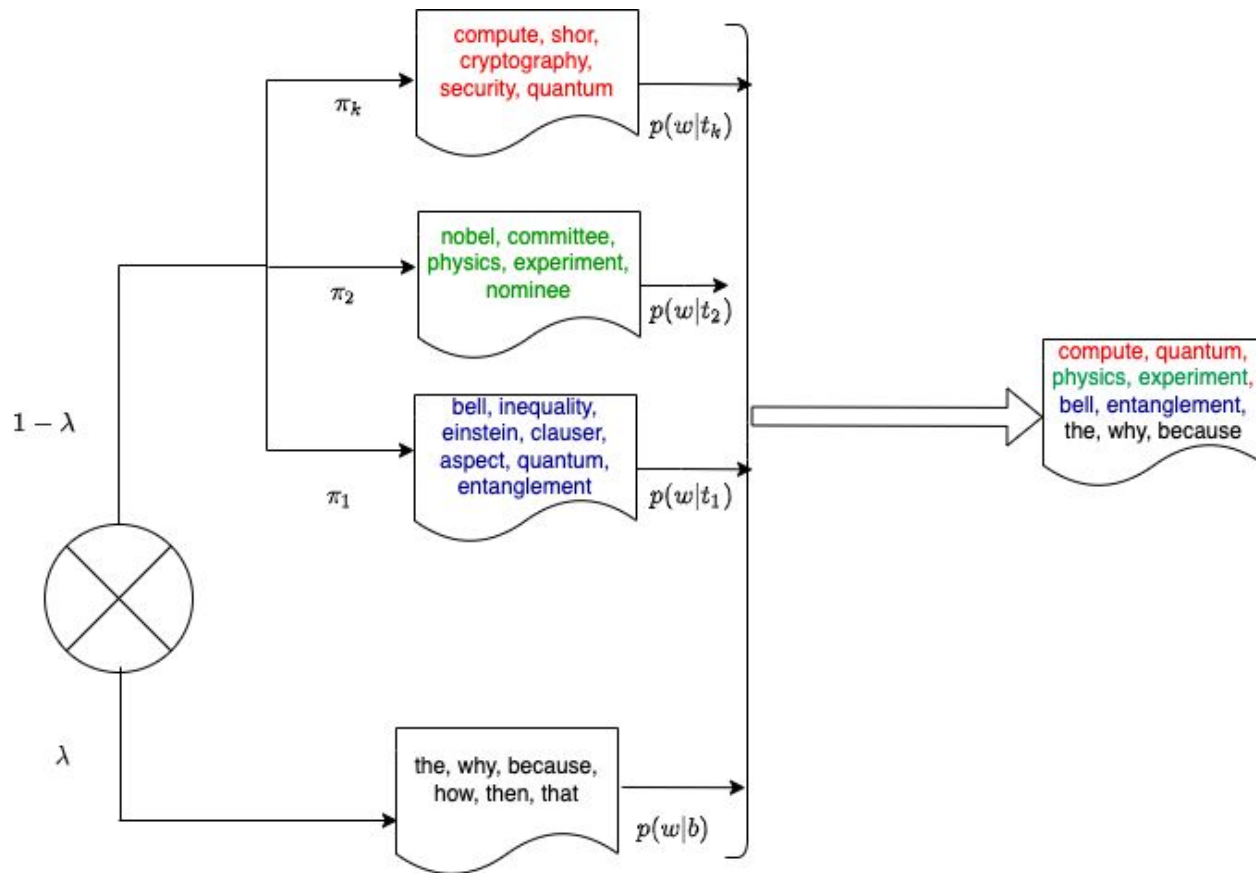 compute, shor,
cryptography,
security, quantum
π_k
p(w|t_k)
nobel, committee,
physics, experiment,
nominee
π_2
p(w|t_2)
bell, inequality,
einstein, clauser,
aspect, quantum,
entanglement
π_1
p(w|t_1)
1 − λ
λ
the, why, because,
how, then, that
p(w|b)
compute, quantum,
physics, experiment,
bell, entanglement,
the, why, because